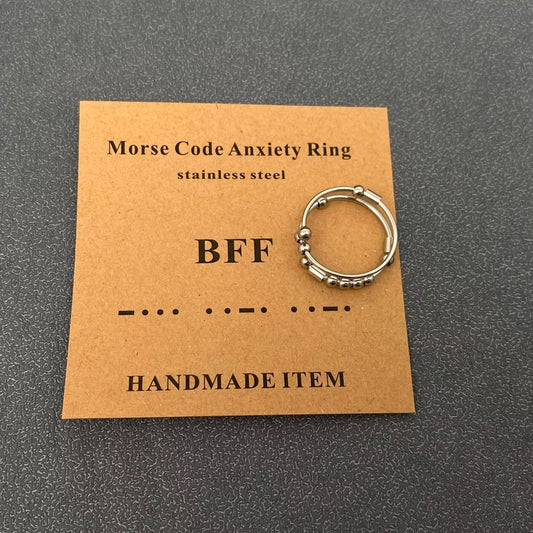 Morse Code Anxiety Ring
stainless steel
BFF
−••• ••−• ••−•
HANDMADE ITEM